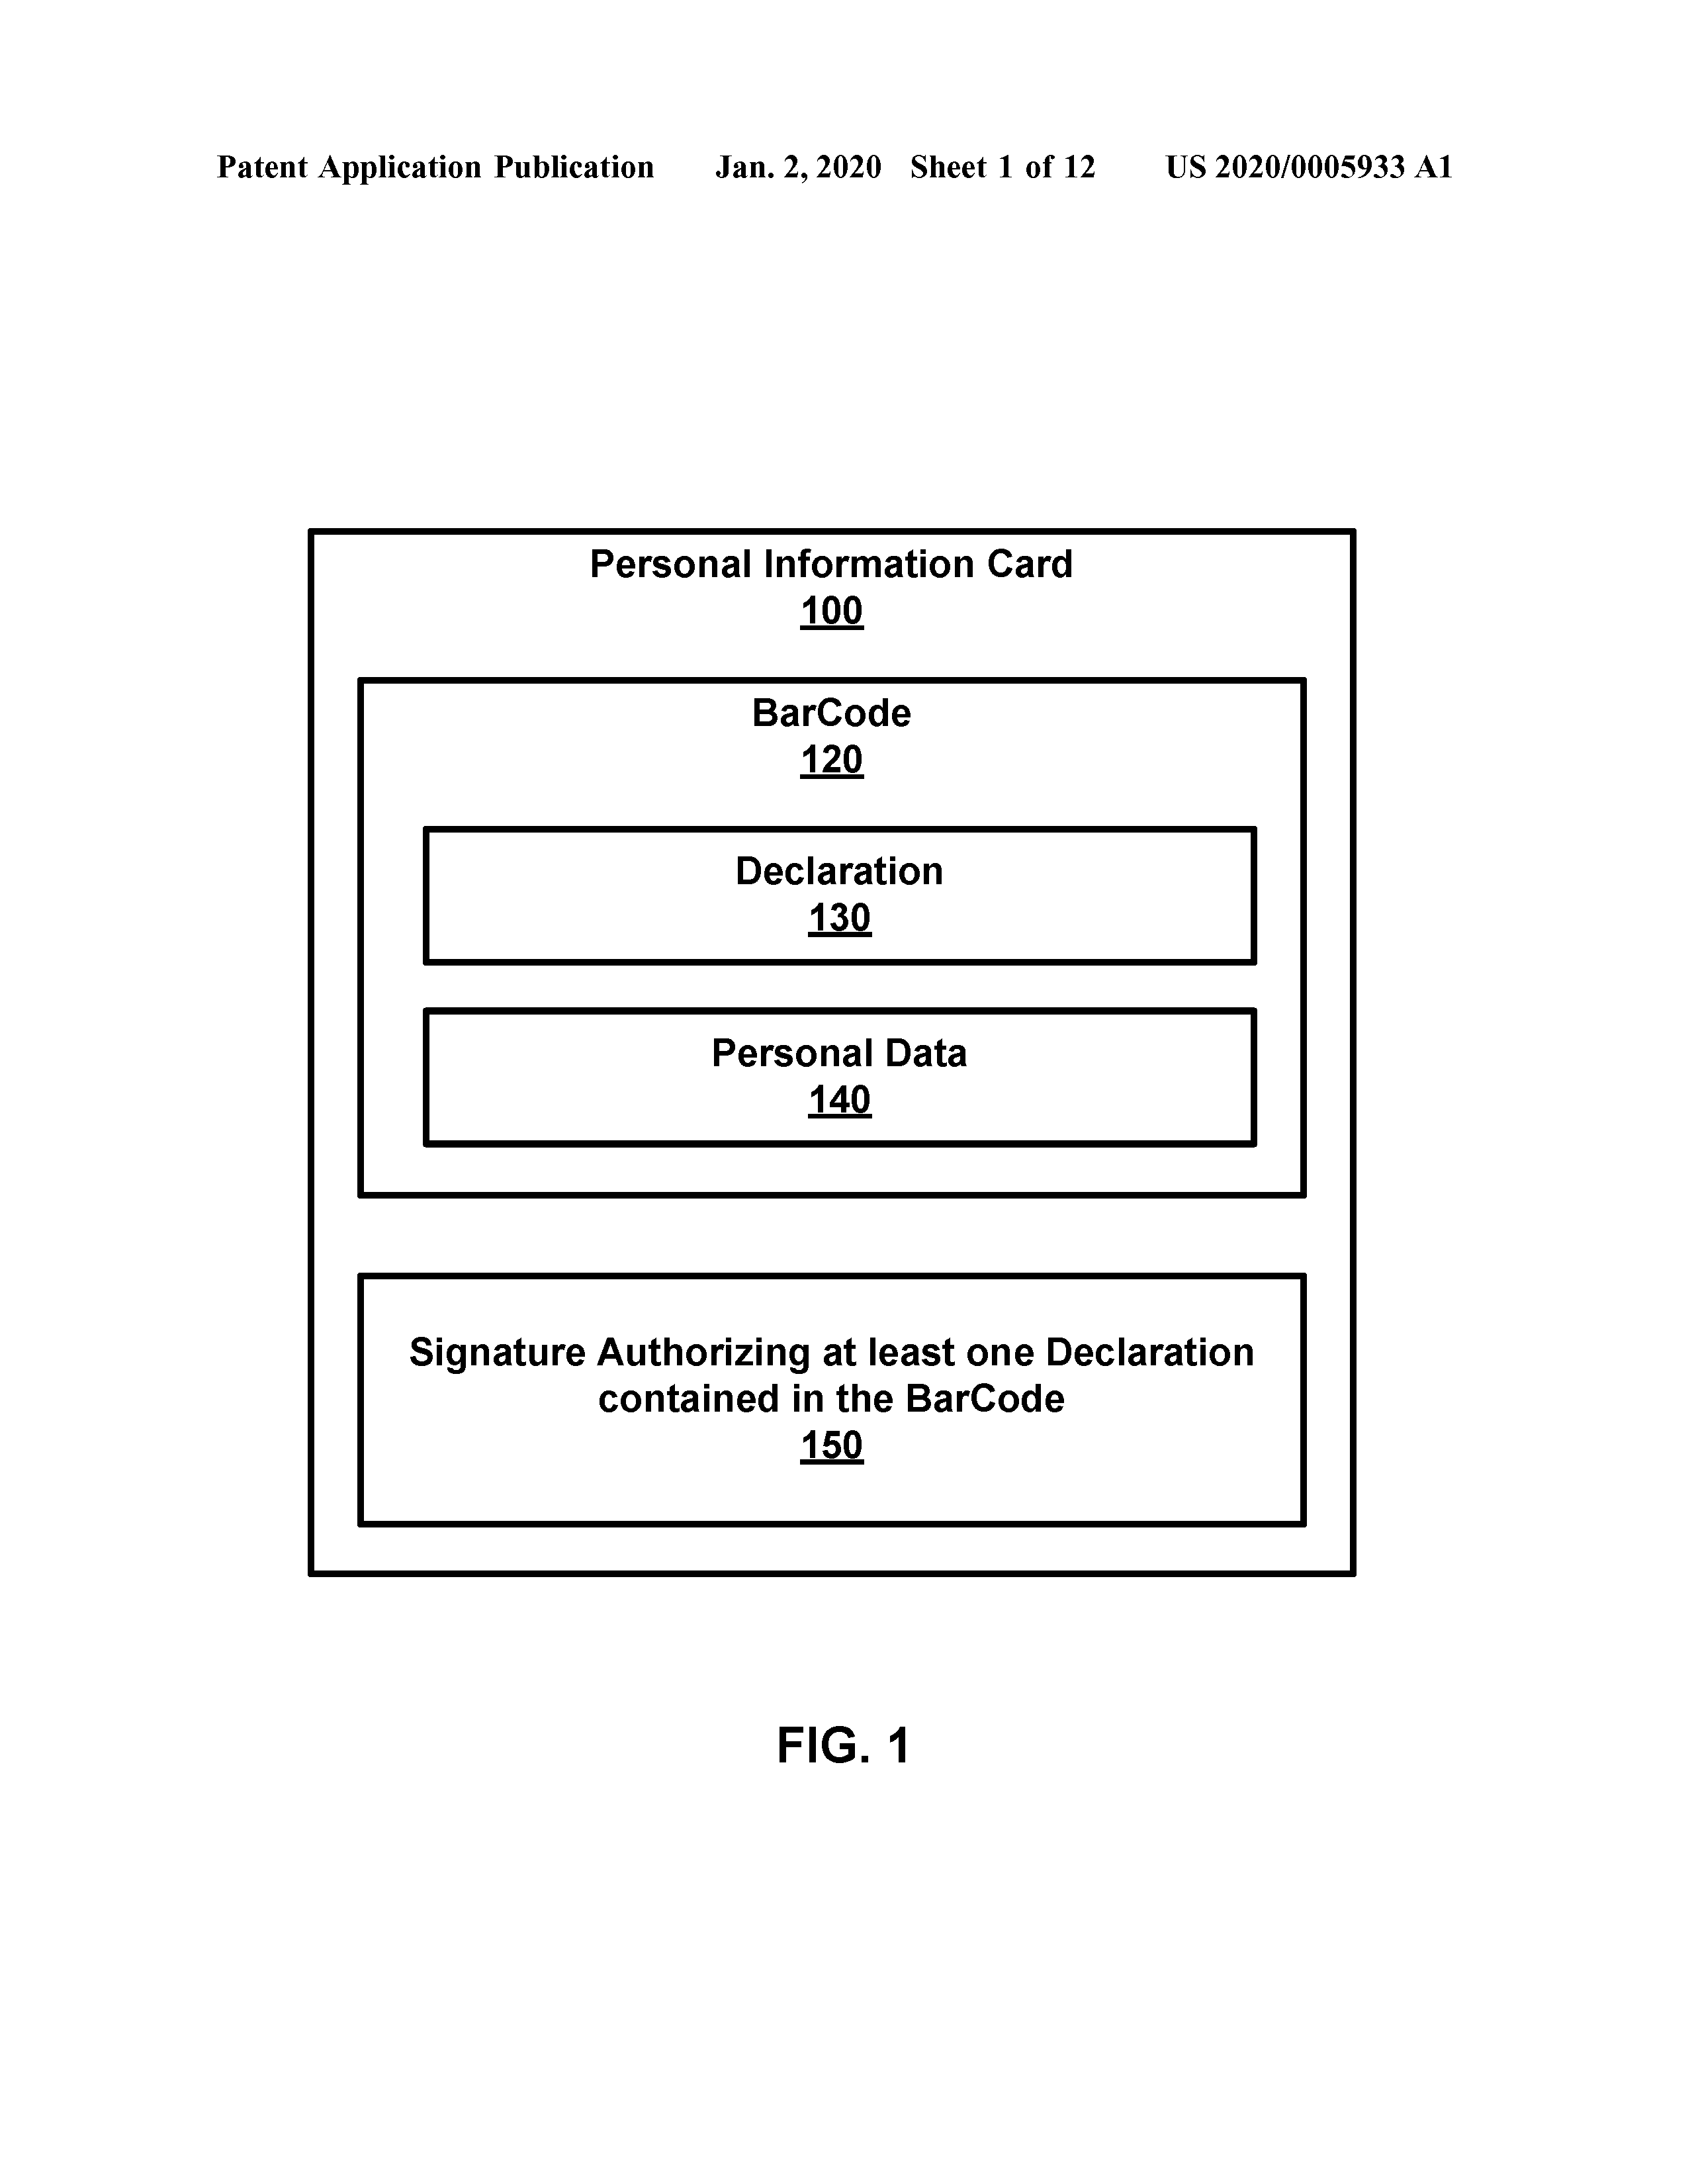 Patent Application Publication Jan. 2, 2020 Sheet 1 of 12 US 2020/0005933 A1
Personal Information Card
100
BarCode
120
Declaration
130
Personal Data
140
Signature Authorizing at least one Declaration
contained in the BarCode
150
FIG. 1